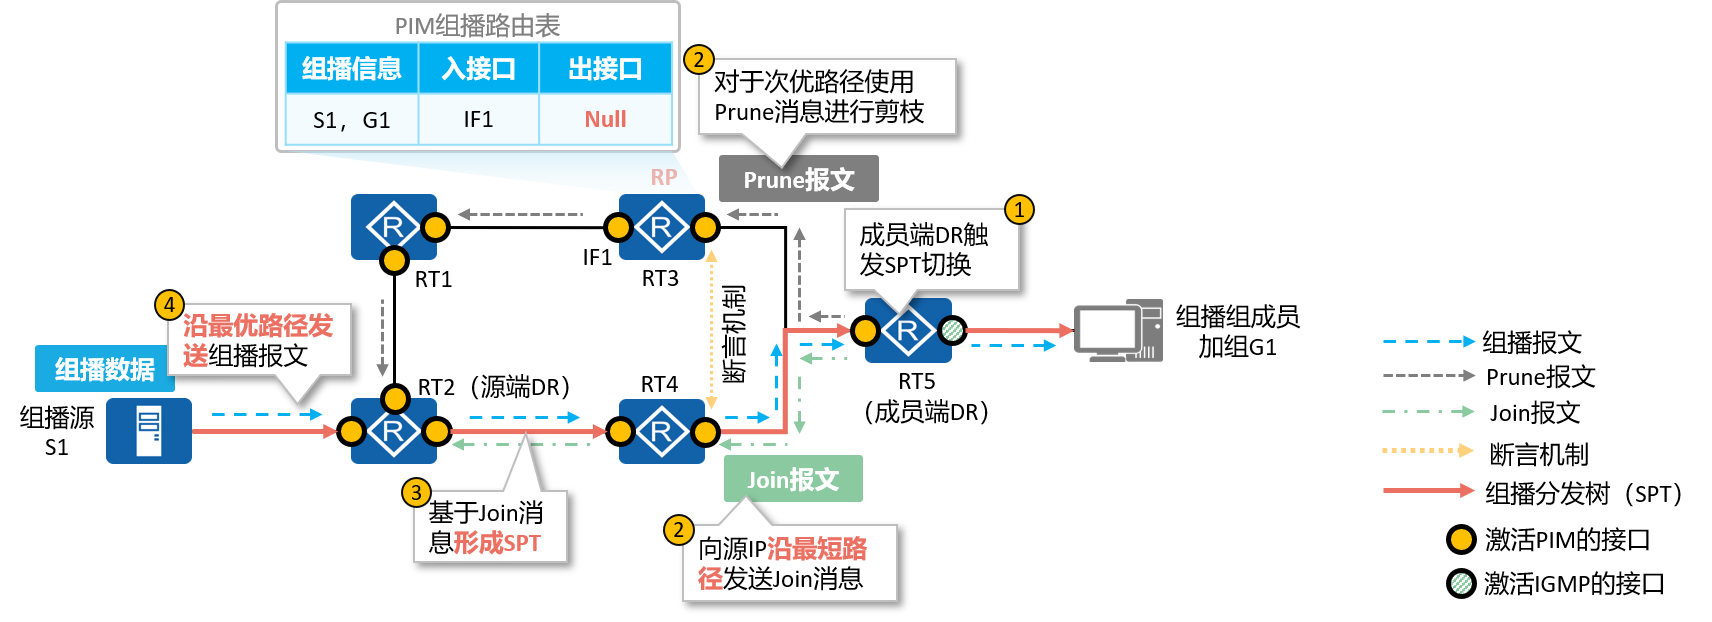 PIM组播路由表
组播信息 入接口 出接口
S1，G1 IF1 Null
2
对于次优路径使用
Prune消息进行剪枝
Prune报文
RP
1
成员端DR触
发SPT切换
R
R
IF1
RT1
RT3
断言机制
4
沿最优路径发
送组播报文
组播数据
组播源
S1
RT2（源端DR）
R
RT4
R
R
RT5
（成员端DR）
组播组成员
加组G1
3
基于Join消
息形成SPT
Join报文
2
向源IP沿最短路
径发送Join消息
组播报文
Prune报文
Join报文
断言机制
组播分发树（SPT）
激活PIM的接口
激活IGMP的接口